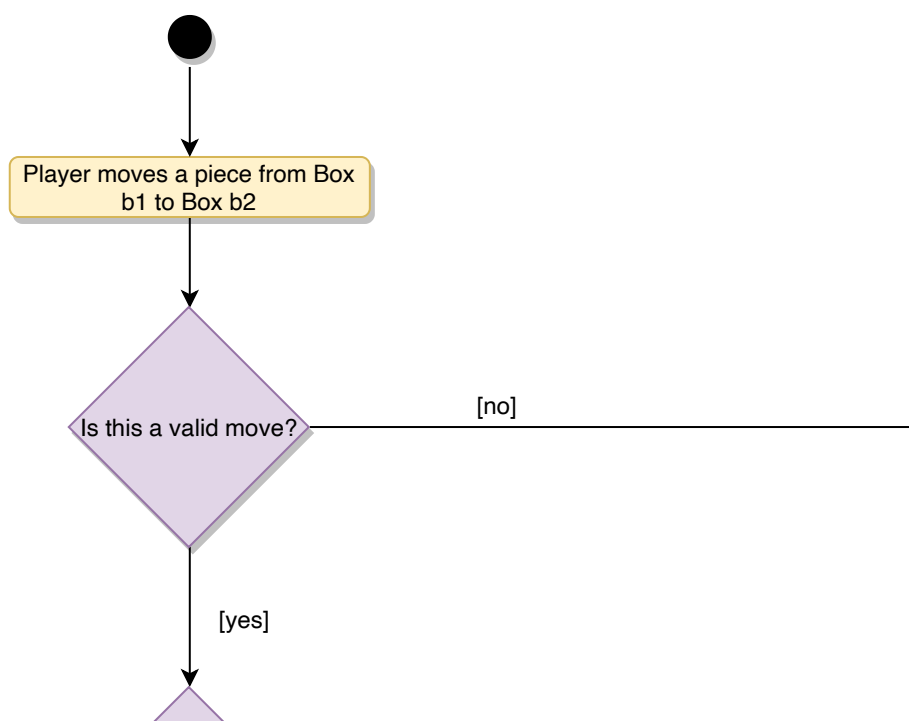 Player moves a piece from Box
b1 to Box b2
[no]
Is this a valid move?
[yes]